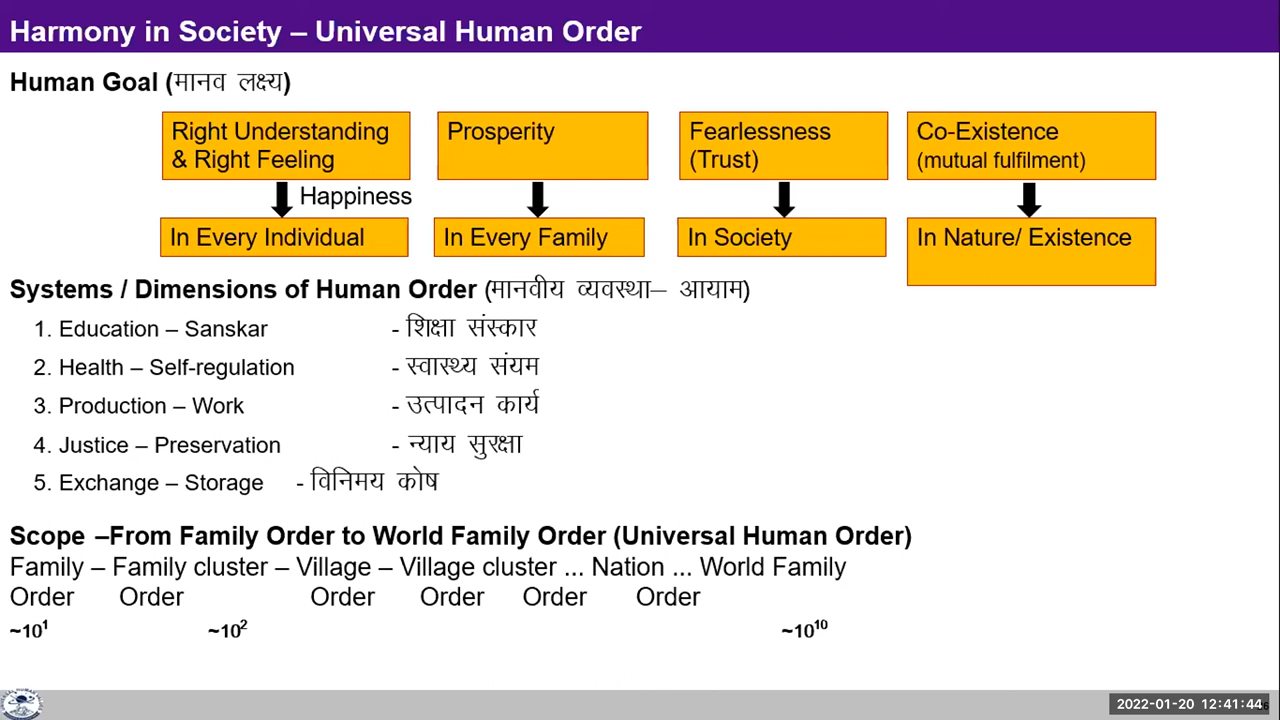 Harmony in Society – Universal Human Order
Human Goal (मानव लक्ष्य)
Right Understanding & Right Feeling
Prosperity
Fearlessness (Trust)
Co-Existence (mutual fulfilment)
Happiness
In Every Individual
In Every Family
In Society
In Nature/ Existence
Systems / Dimensions of Human Order (मानवीय व्यवस्था– आयाम)
1. Education – Sanskar - शिक्षा संस्कार
2. Health – Self-regulation - स्वास्थ्य संयम
3. Production – Work - उत्पादन कार्य
4. Justice – Preservation - न्याय सुरक्षा
5. Exchange – Storage - विनिमय कोष
Scope –From Family Order to World Family Order (Universal Human Order)
Family – Family cluster – Village – Village cluster ... Nation ... World Family
Order Order Order Order Order Order
~10¹ ~10² ~10¹⁰
2022-01-20 12:41:44